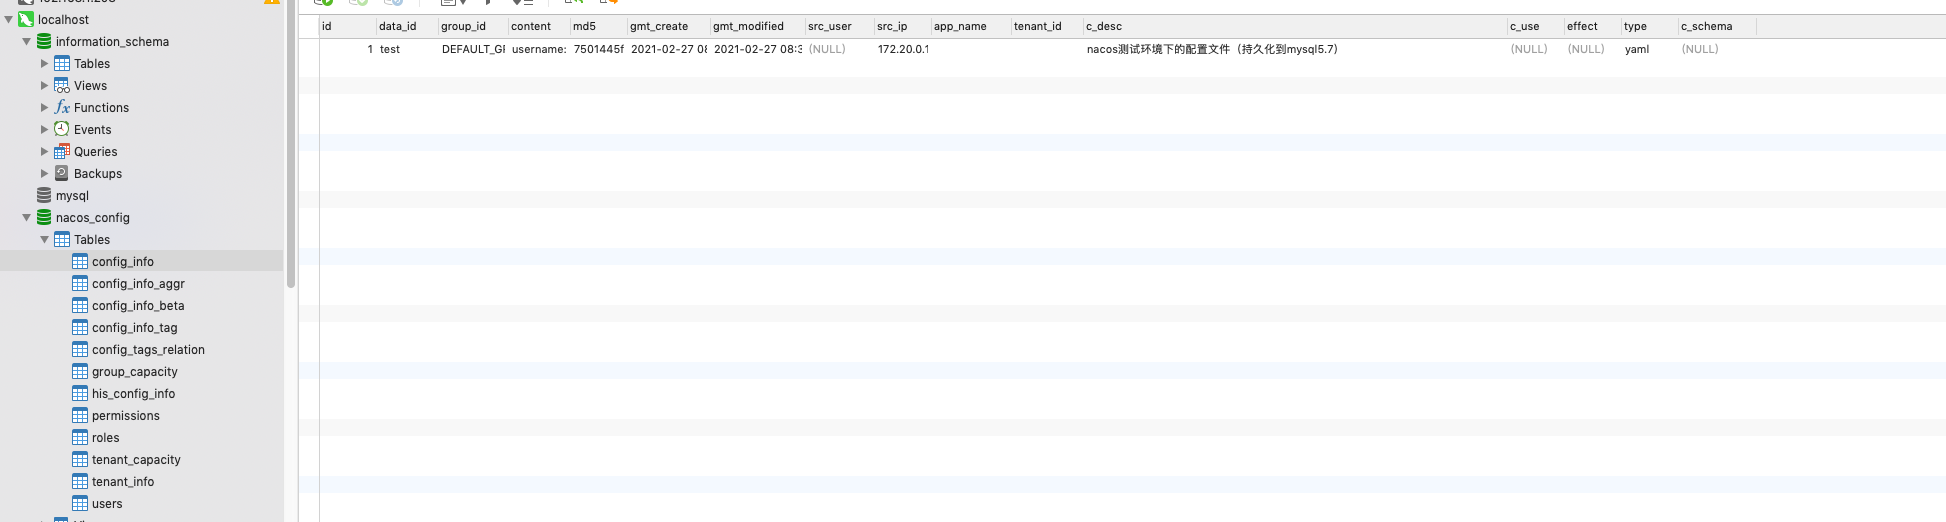 localhost
information_schema
Tables
Views
Functions
Events
Queries
Backups
mysql
nacos_config
Tables
config_info
config_info_aggr
config_info_beta
config_info_tag
config_tags_relation
group_capacity
his_config_info
permissions
roles
tenant_capacity
tenant_info
users
id data_id group_id content md5 gmt_create gmt_modified src_user src_ip app_name tenant_id c_desc c_use effect type c_schema
1 test DEFAULT_GI username: 7501445f 2021-02-27 08 2021-02-27 08:3 (NULL) 172.20.0.1 nacos测试环境下的配置文件（持久化到mysql5.7） (NULL) (NULL) yaml (NULL)